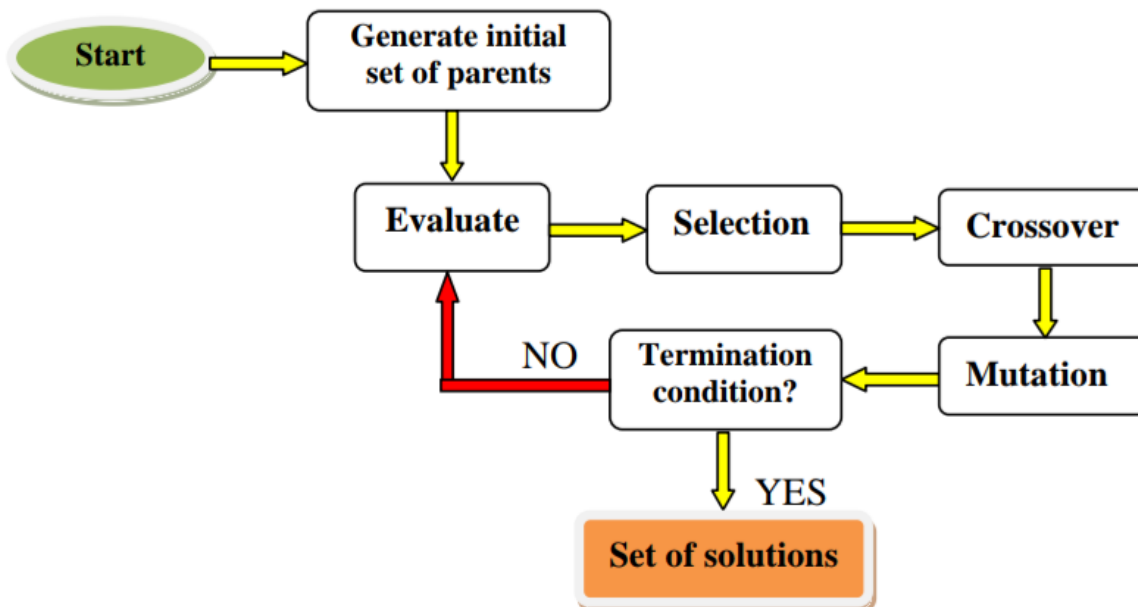 Start
Generate initial
set of parents
Evaluate
Selection
Crossover
NO
Termination
condition?
Mutation
YES
Set of solutions